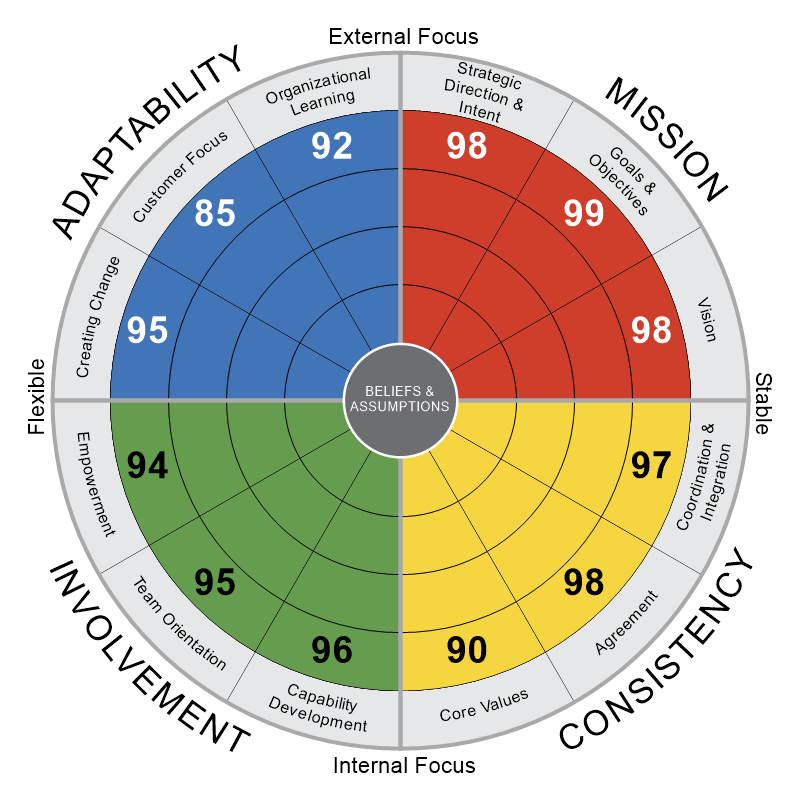 External Focus
ADAPTABILITY
MISSION
Organizational
Learning
Strategic
Direction &
Intent
Customer Focus
Goals &
Objectives
Creating Change
Vision
92
98
85
99
95
98
Flexible
BELIEFS &
ASSUMPTIONS
Stable
94
97
95
98
96
90
Empowerment
Coordination &
Integration
Team Orientation
Agreement
Capability
Development
Core Values
INVOLVEMENT
CONSISTENCY
Internal Focus